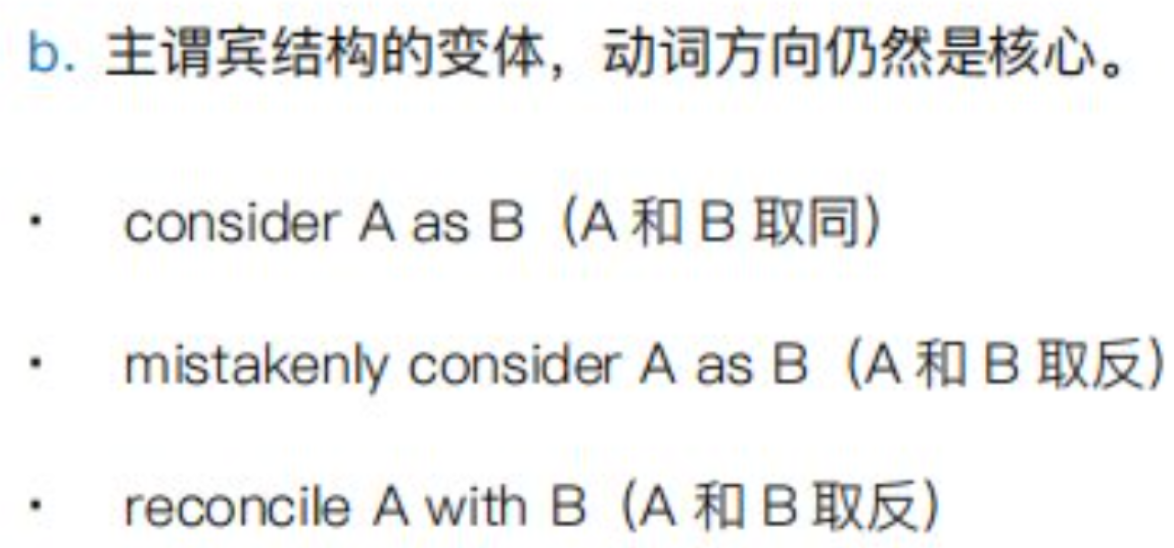 b. 主谓宾结构的变体，动词方向仍然是核心。
· consider A as B（A 和 B 取同）
· mistakenly consider A as B（A 和 B 取反）
· reconcile A with B（A 和 B 取反）